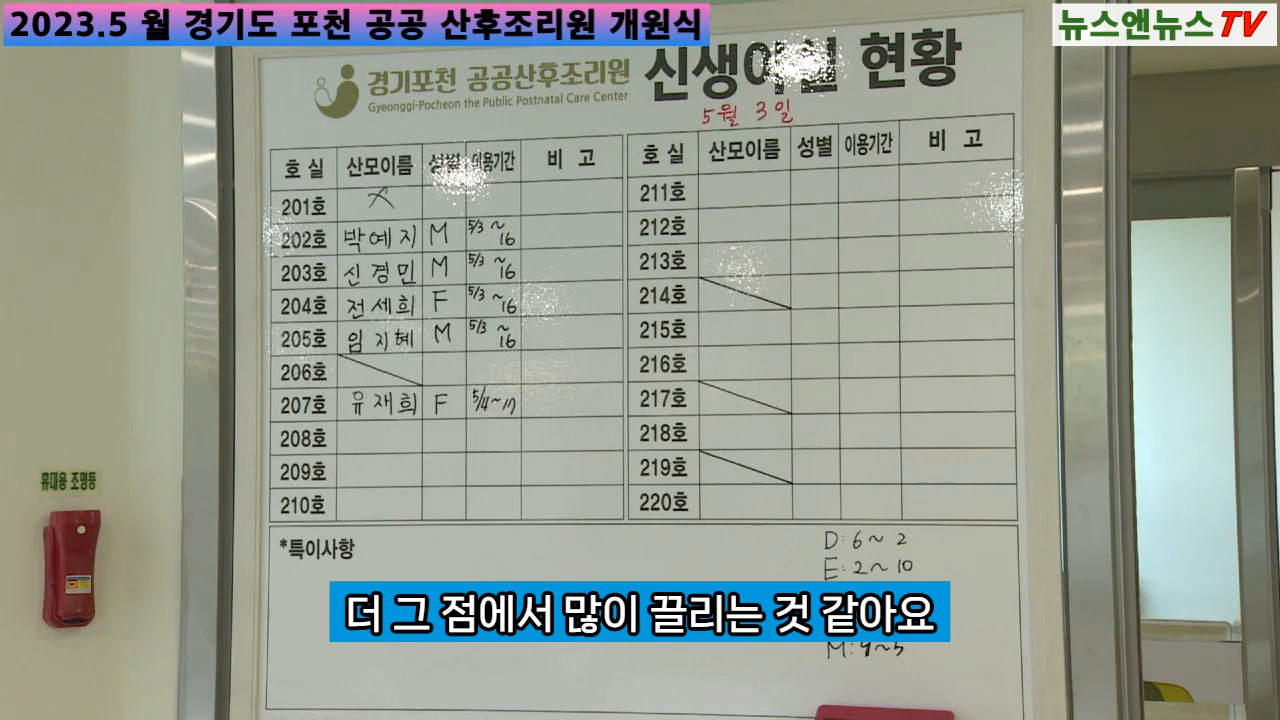 2023.5 월 경기도 포천 공공 산후조리원 개원식
뉴스앤뉴스TV
경기포천 공공산후조리원
Gyeonggi-Pocheon the Public Postnatal Care Center
신생아실 현황
5월 3일
호 실 산모이름 성별 이용기간 비 고
201호 X
202호 박예지 M 5/3 ~ 16
203호 신경민 M 5/3 ~ 16
204호 전세희 F 5/3 ~ 16
205호 임지혜 M 5/3 ~ 16
206호
207호 유재희 F 5/4~17
208호
209호
210호
호 실 산모이름 성별 이용기간 비 고
211호
212호
213호
214호
215호
216호
217호
218호
219호
220호
*특이사항
D: 6~ 2
E: 2~ 10
M: 9~5
휴대용 조명등
더 그 점에서 많이 끌리는 것 같아요